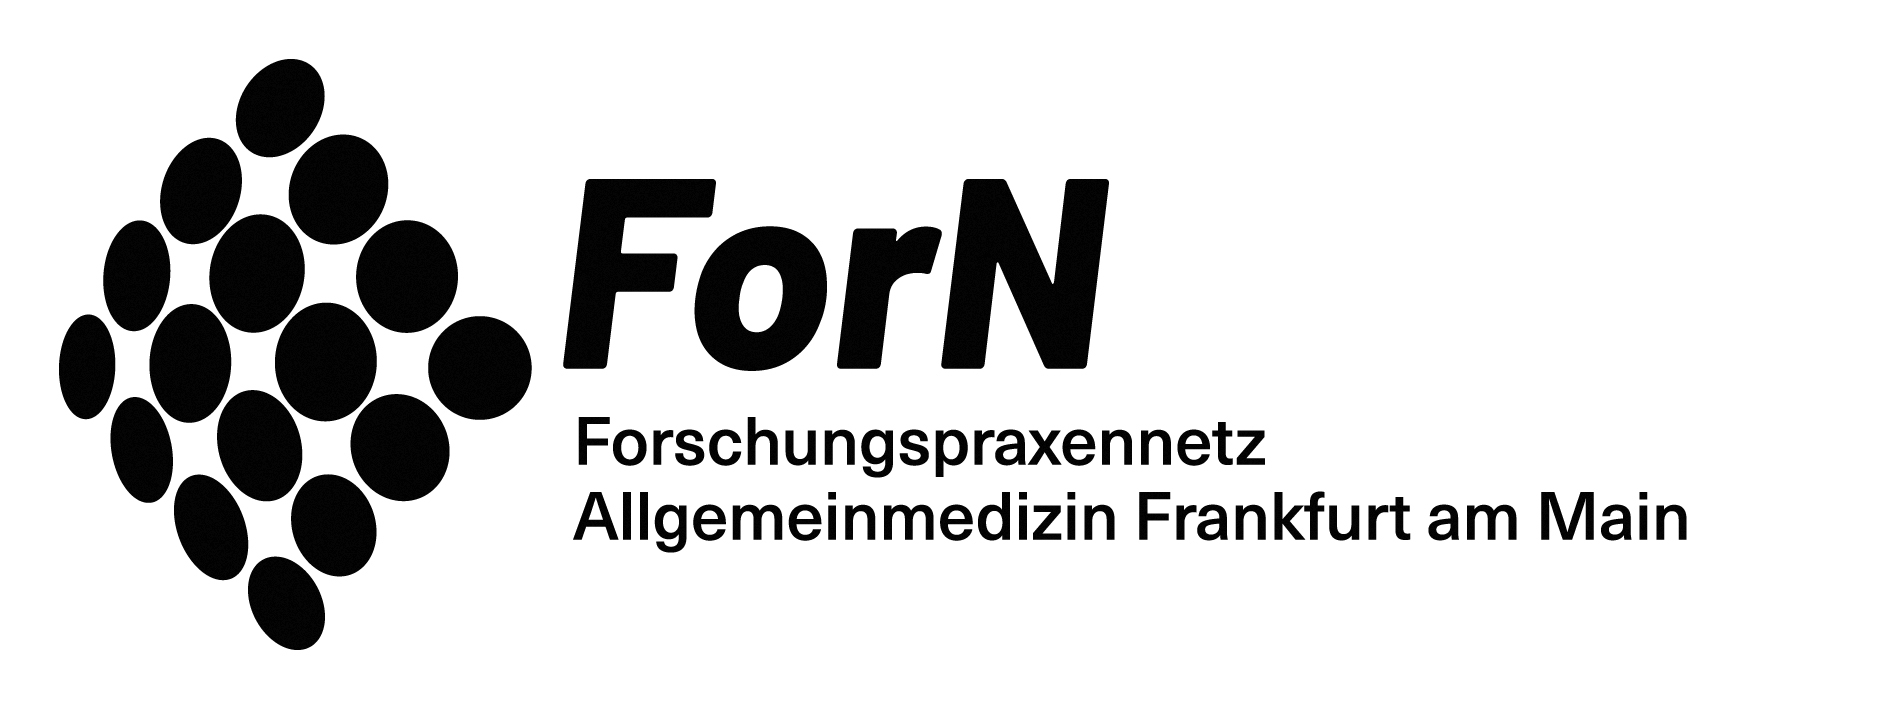 ForN
Forschungspraxennetz
Allgemeinmedizin Frankfurt am Main